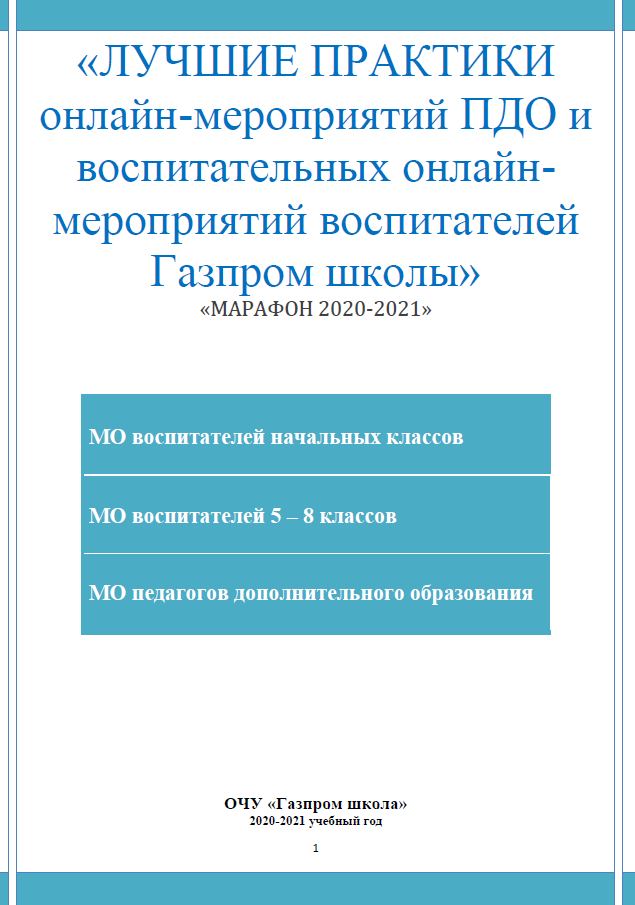 «ЛУЧШИЕ ПРАКТИКИ
онлайн-мероприятий ПДО и
воспитательных онлайн-
мероприятий воспитателей
Газпром школы»
«МАРАФОН 2020-2021»
МО воспитателей начальных классов
МО воспитателей 5 – 8 классов
МО педагогов дополнительного образования
ОЧУ «Газпром школа»
2020-2021 учебный год
1